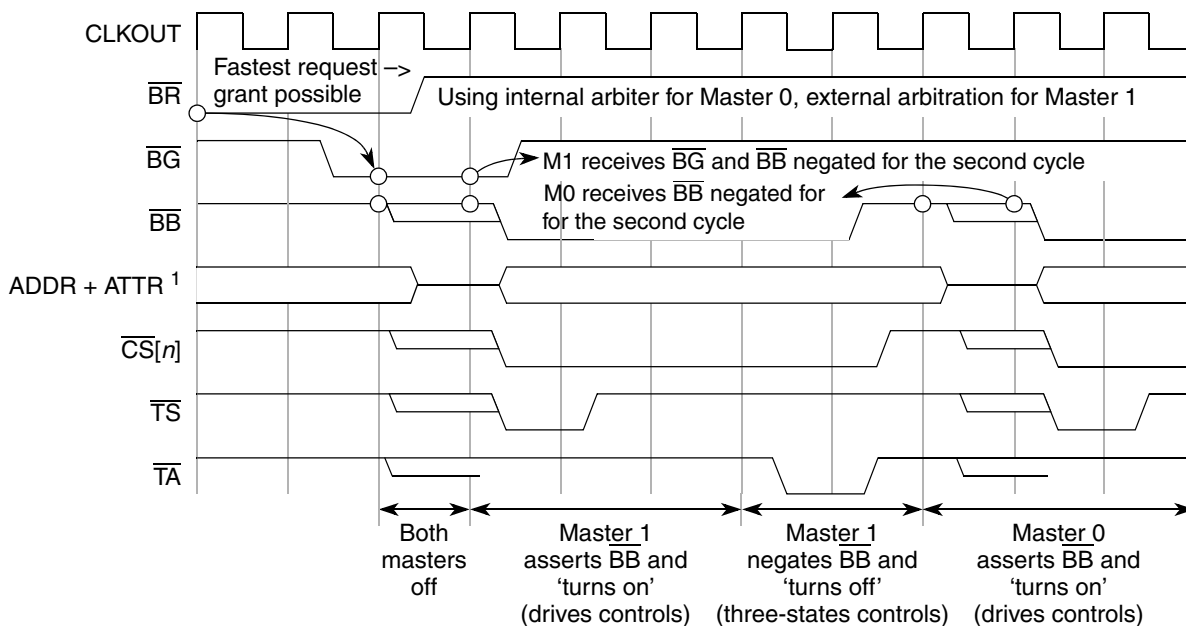 CLKOUT
Fastest request –>
grant possible
BR
Using internal arbiter for Master 0, external arbitration for Master 1
BG
M1 receives BG and BB negated for the second cycle
M0 receives BB negated for
for the second cycle
BB
ADDR + ATTR 1
CS[n]
TS
TA
Both
masters
off
Master 1
asserts BB and
‘turns on’
(drives controls)
Master 1
negates BB and
‘turns off’
(three-states controls)
Master 0
asserts BB and
‘turns on’
(drives controls)